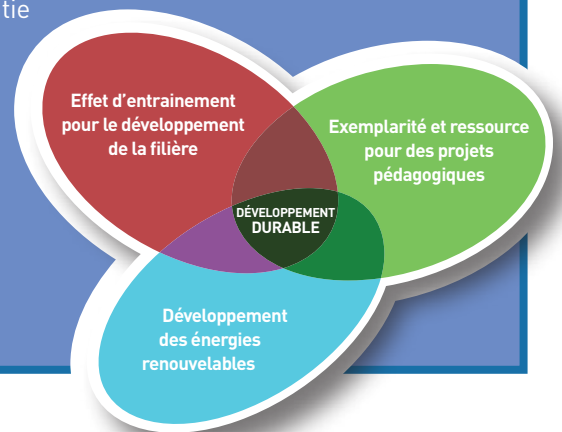 tie
Effet d'entrainement
pour le développement
de la filière
Exemplarité et ressource
pour des projets
pédagogiques
DÉVELOPPEMENT
DURABLE
Développement
des énergies
renouvelables